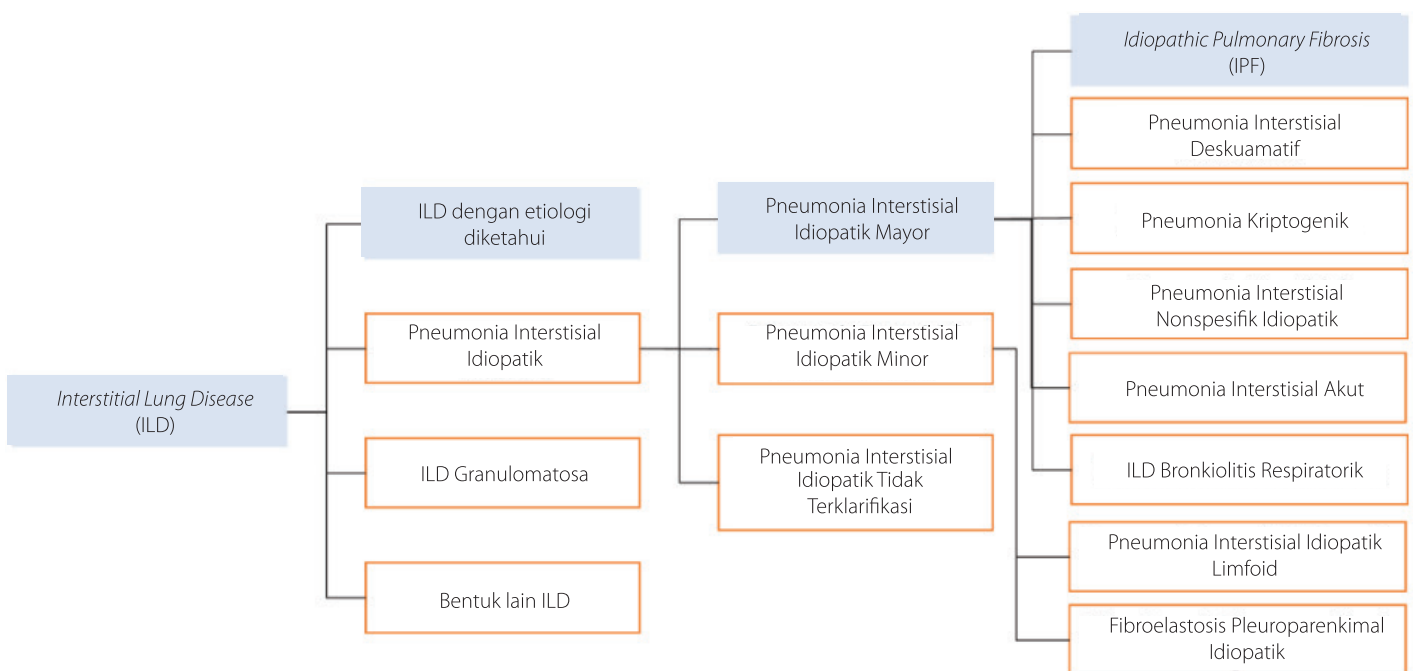 Interstitial Lung Disease
(ILD)
ILD dengan etiologi
diketahui
Pneumonia Interstisial
Idiopatik
ILD Granulomatosa
Bentuk lain ILD
Pneumonia Interstisial
Idiopatik Mayor
Pneumonia Interstisial
Idiopatik Minor
Pneumonia Interstisial
Idiopatik Tidak
Terklarifikasi
Idiopathic Pulmonary Fibrosis
(IPF)
Pneumonia Interstisial
Deskuamatif
Pneumonia Kriptogenik
Pneumonia Interstisial
Nonspesifik Idiopatik
Pneumonia Interstisial Akut
ILD Bronkiolitis Respiratorik
Pneumonia Interstisial Idiopatik
Limfoid
Fibroelastosis Pleuroparenkimal
Idiopatik